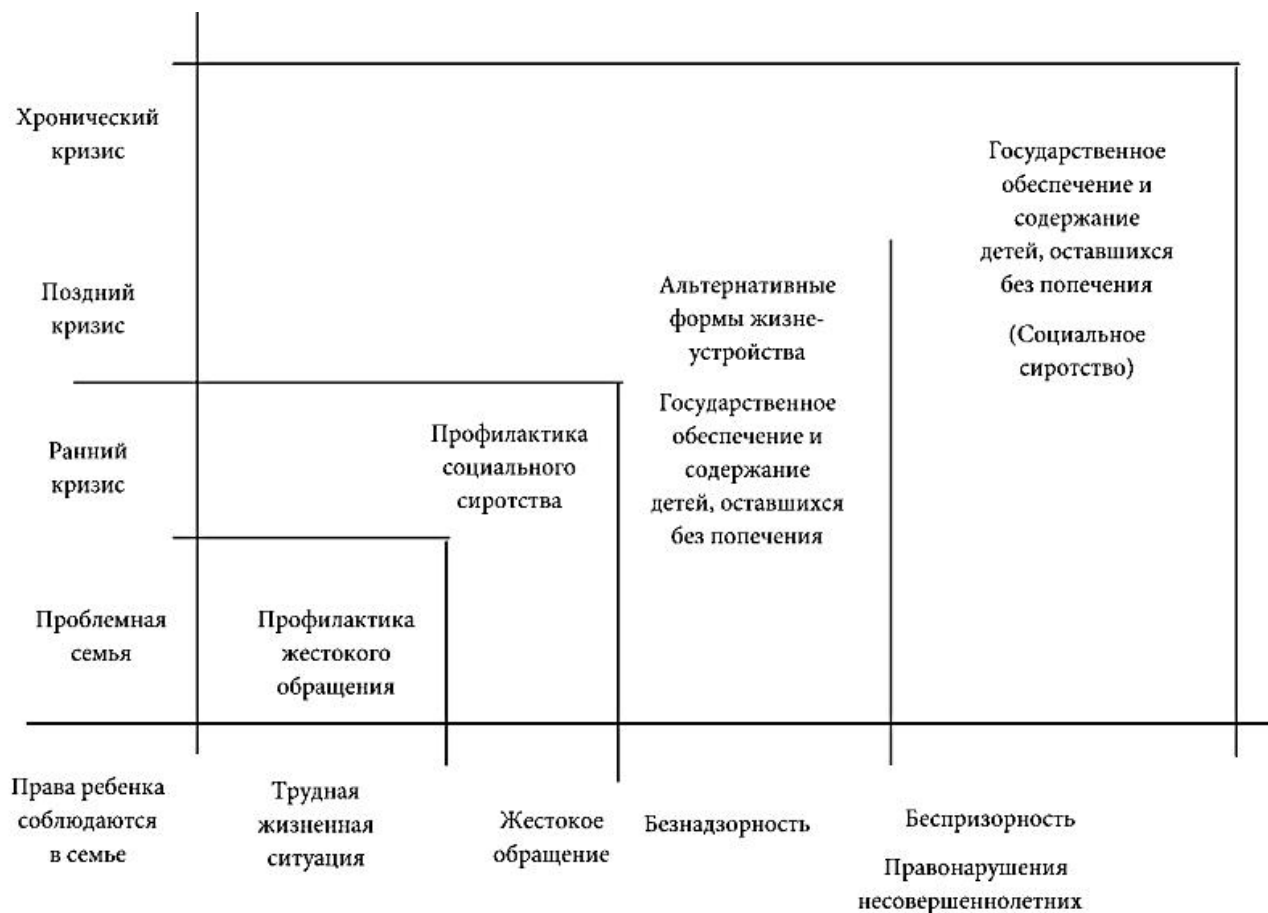 Хронический
кризис
Государственное
обеспечение и
содержание
детей, оставшихся
без попечения
(Социальное
сиротство)
Поздний
кризис
Альтернативные
формы жизне-
устройства
Государственное
обеспечение и
содержание
детей, оставшихся
без попечения
Ранний
кризис
Профилактика
социального
сиротства
Проблемная
семья
Профилактика
жестокого
обращения
Права ребенка
соблюдаются
в семье
Трудная
жизненная
ситуация
Жестокое
обращение
Безнадзорность
Беспризорность
Правонарушения
несовершеннолетних